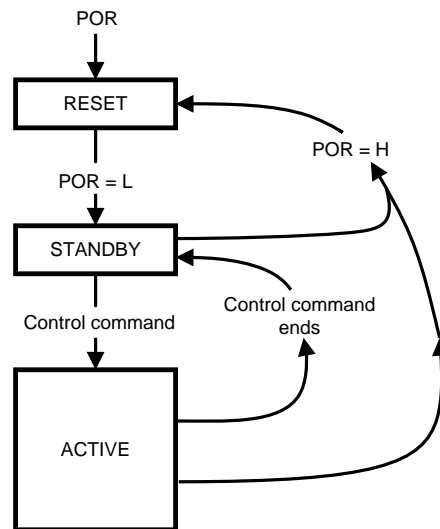 POR
RESET
POR = H
POR = L
STANDBY
Control command
Control command
ends
ACTIVE